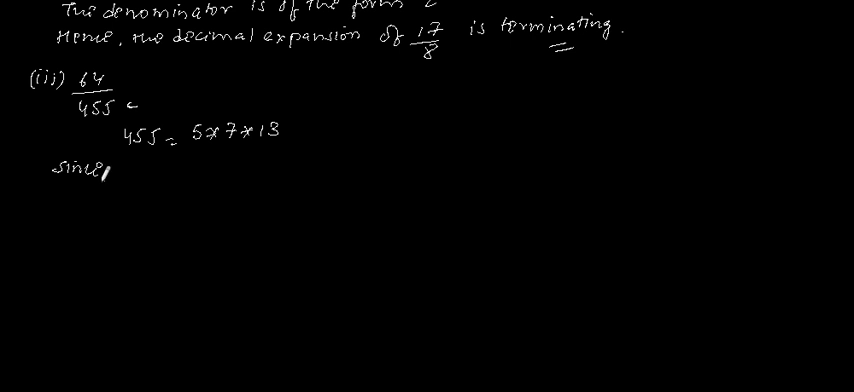 The denominator is of the form 2
Hence, the decimal expansion of 17/8 is terminating.
(iii) 64/455 =
455 = 5×7×13
Since,